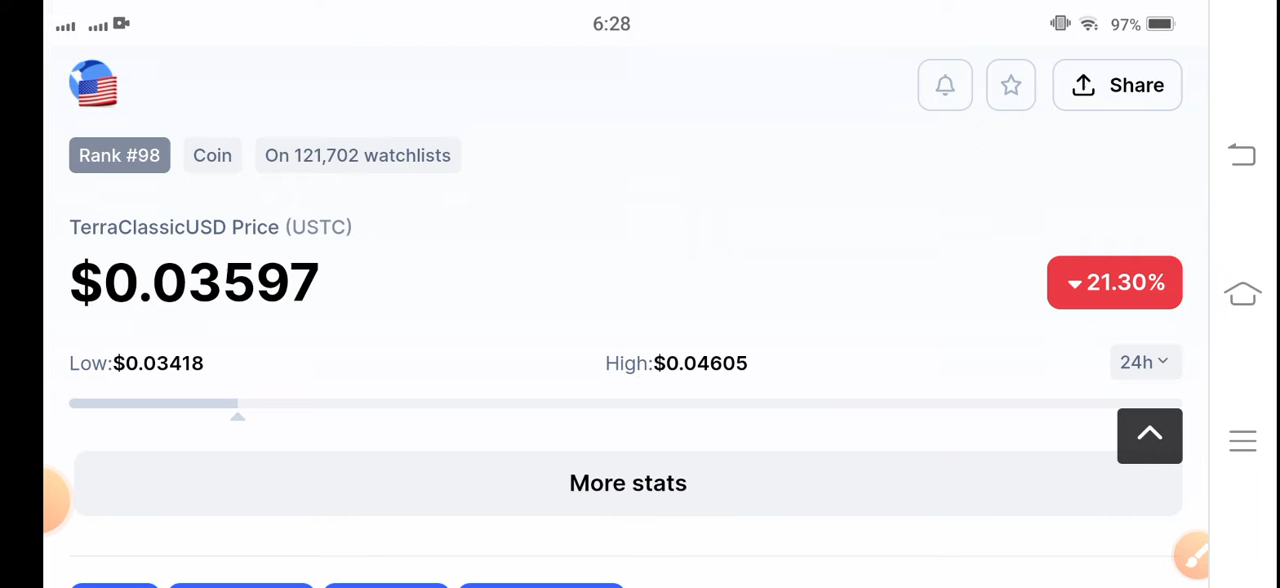 6:28
97%
Share
Rank #98 Coin On 121,702 watchlists
TerraClassicUSD Price (USTC)
$0.03597
21.30%
Low:$0.03418 High:$0.04605 24h
More stats